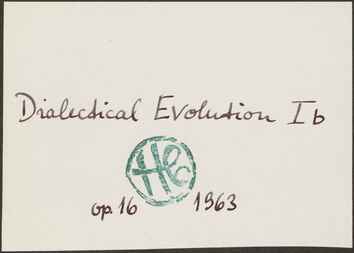 Dialectical Evolution Ib
op. 16 1963